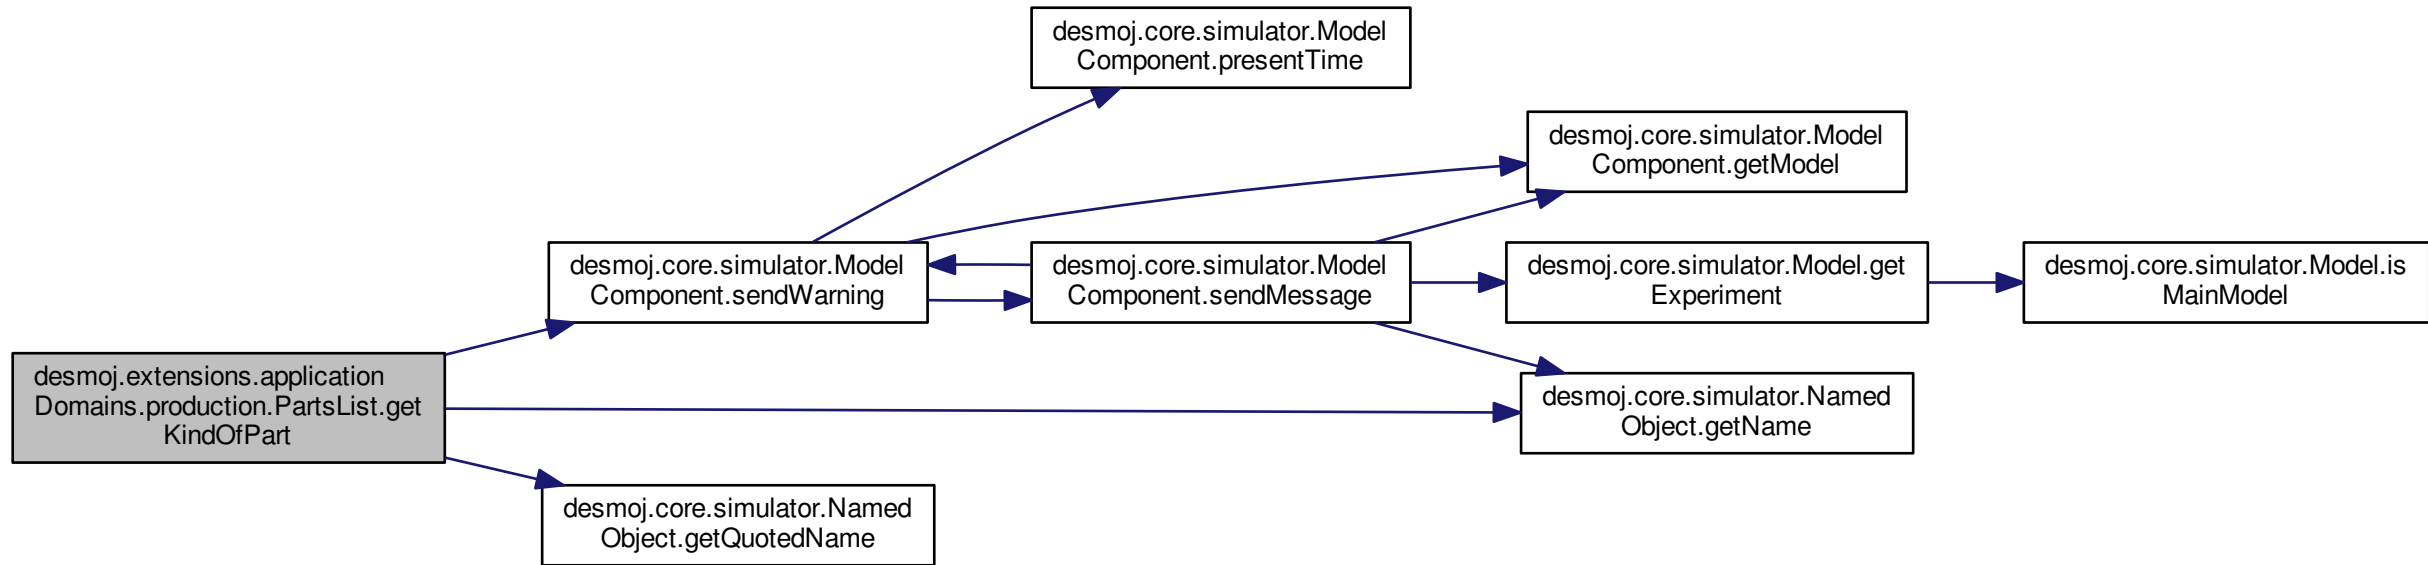 desmoj.core.simulator.Model
Component.presentTime
desmoj.core.simulator.Model
Component.getModel
desmoj.core.simulator.Model
Component.sendWarning
desmoj.core.simulator.Model
Component.sendMessage
desmoj.core.simulator.Model.get
Experiment
desmoj.core.simulator.Model.is
MainModel
desmoj.extensions.application
Domains.production.PartsList.get
KindOfPart
desmoj.core.simulator.Named
Object.getName
desmoj.core.simulator.Named
Object.getQuotedName